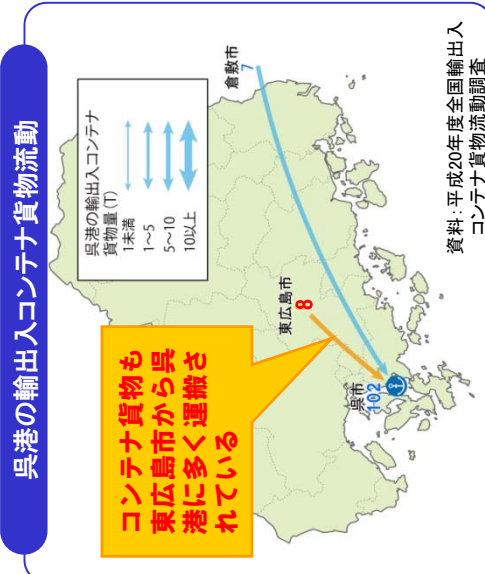 呉港の輸出入コンテナ貨物流動
コンテナ貨物も
東広島市から呉
港に多く運搬さ
れている
呉港の輸出入コンテナ
貨物量(T)
1未満
1~5
5~10
10以上
倉敷市
7
東広島市
8
呉市
102
資料:平成20年度全国輸出入
コンテナ貨物流動調査